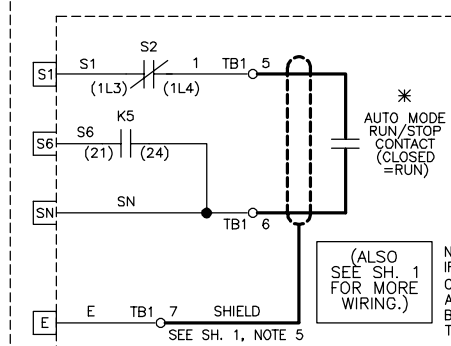 S2
S1 S1 1 TB1 5
(1L3) (1L4)
K5
S6 S6
(21) (24)
SN SN
TB1 6
*
AUTO MODE
RUN/STOP
CONTACT
(CLOSED
=RUN)
(ALSO
SEE SH. 1
FOR MORE
WIRING.)
E E TB1 7 SHIELD
SEE SH. 1, NOTE 5